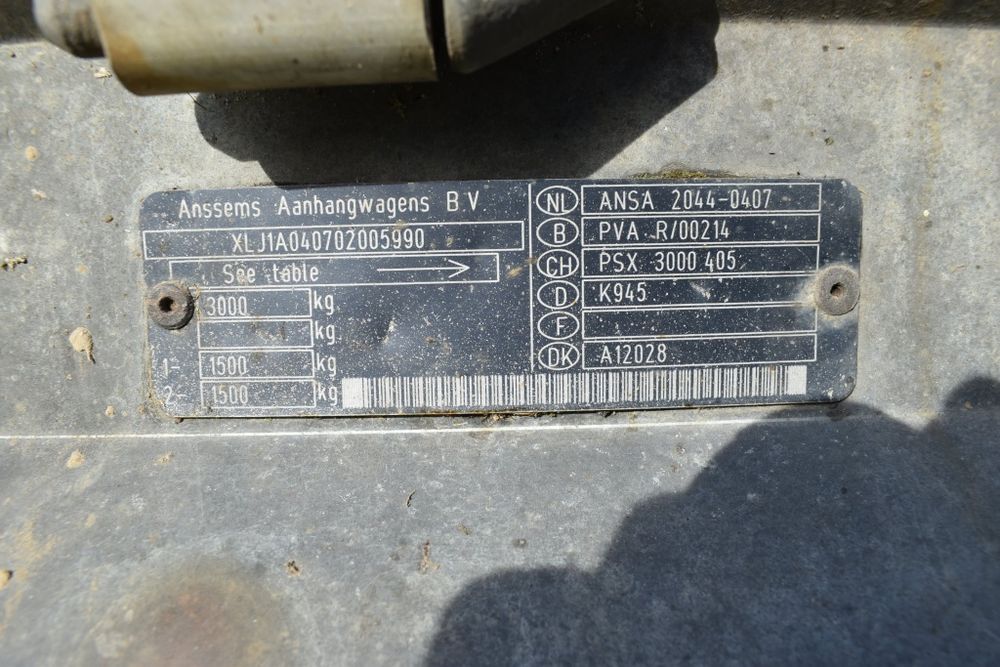 Anssems Aanhangwagens B V
XLJ1A040702005990
See table
3000 kg
kg
1- 1500 kg
2- 1500 kg
NL ANSA 2044-0407
B PVA R/00214
CH PSX 3000 405
D K945
F
DK A12028